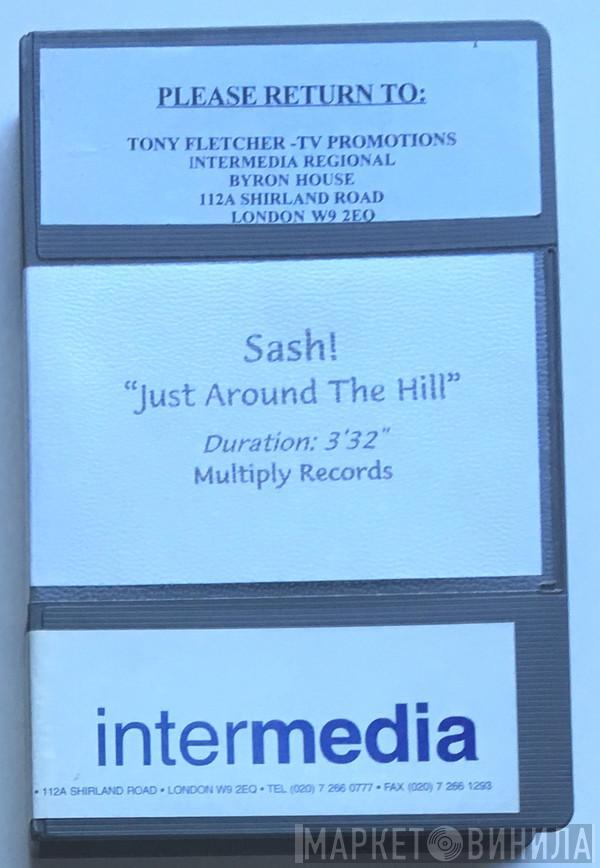 PLEASE RETURN TO:
TONY FLETCHER -TV PROMOTIONS
INTERMEDIA REGIONAL
BYRON HOUSE
112A SHIRLAND ROAD
LONDON W9 2EQ
Sash!
“Just Around The Hill”
Duration: 3'32"
Multiply Records
intermedia
• 112A SHIRLAND ROAD • LONDON W9 2EQ • TEL (020) 7 266 0777 • FAX (020) 7 266 1293
МАРКЕТ ВИНИЛА